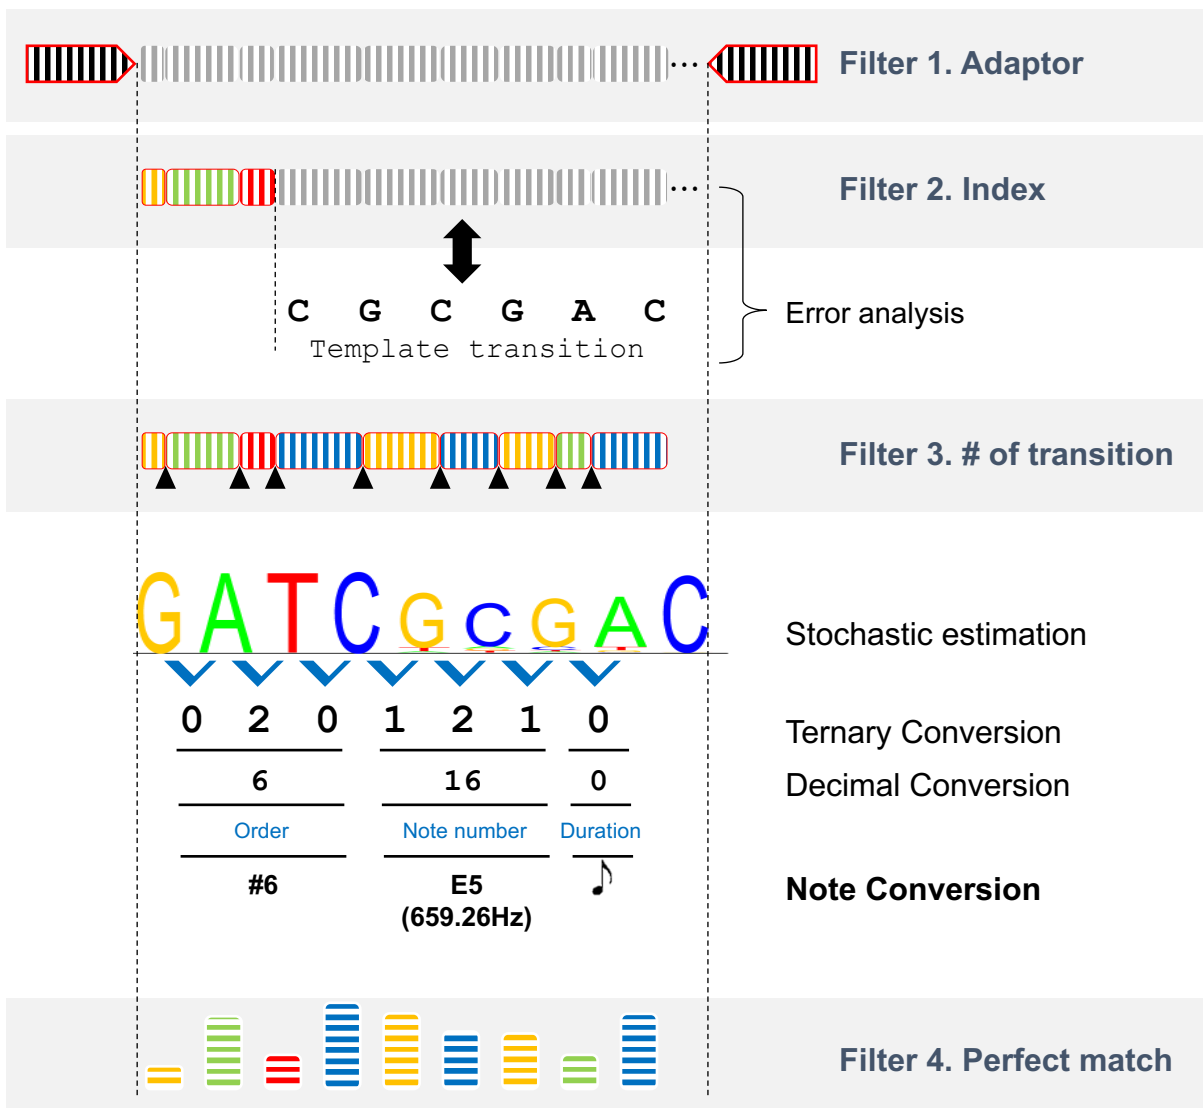 ... Filter 1. Adaptor
... Filter 2. Index
C G C G A C
Template transition
Error analysis
Filter 3. # of transition
GATCGCGAC
Stochastic estimation
0 2 0 1 2 1 0
Ternary Conversion
6 16 0
Decimal Conversion
Order Note number Duration
#6 E5 ♪
(659.26Hz)
Note Conversion
Filter 4. Perfect match